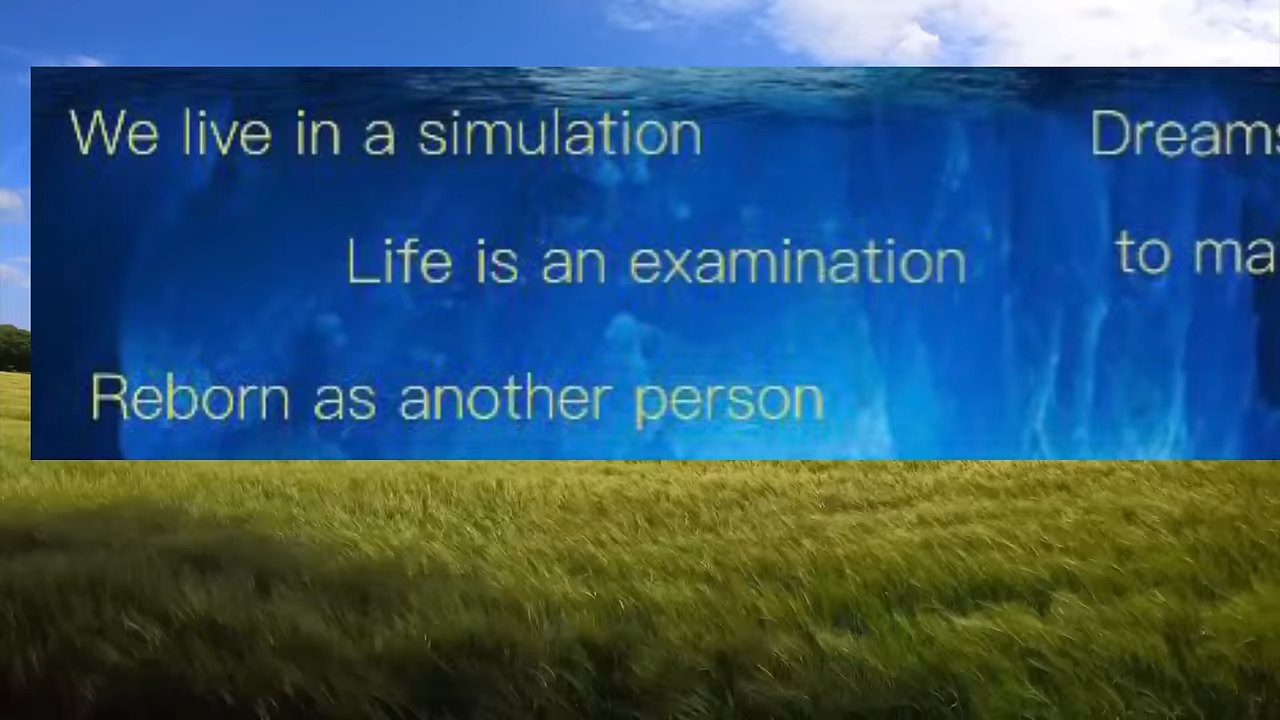 We live in a simulation
Life is an examination
Reborn as another person
Dreams
to ma